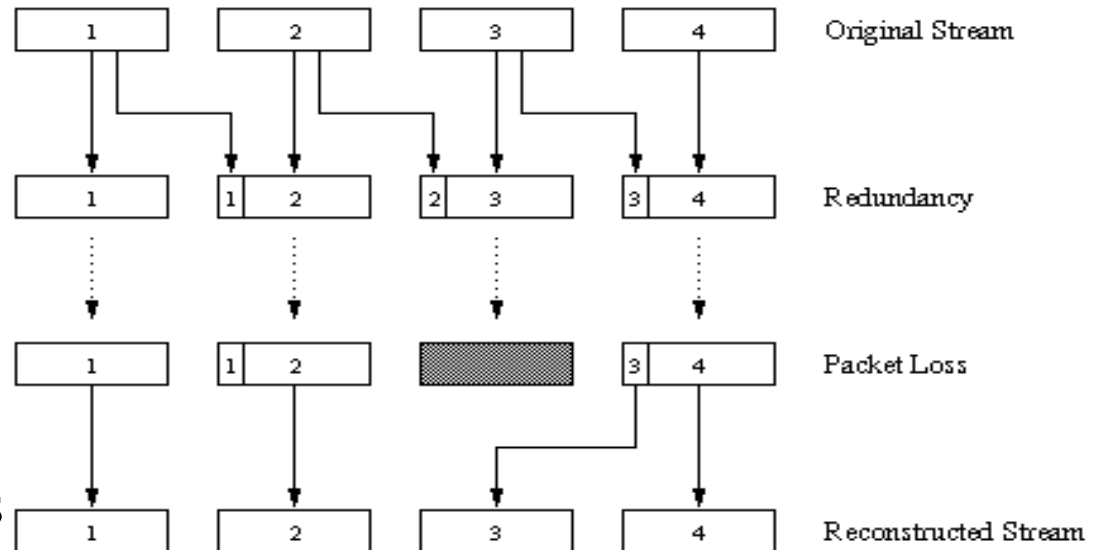 1 2 3 4 Original Stream
1 1 2 2 3 3 4 Redundancy
1 1 2 3 4 Packet Loss
1 2 3 4 Reconstructed Stream